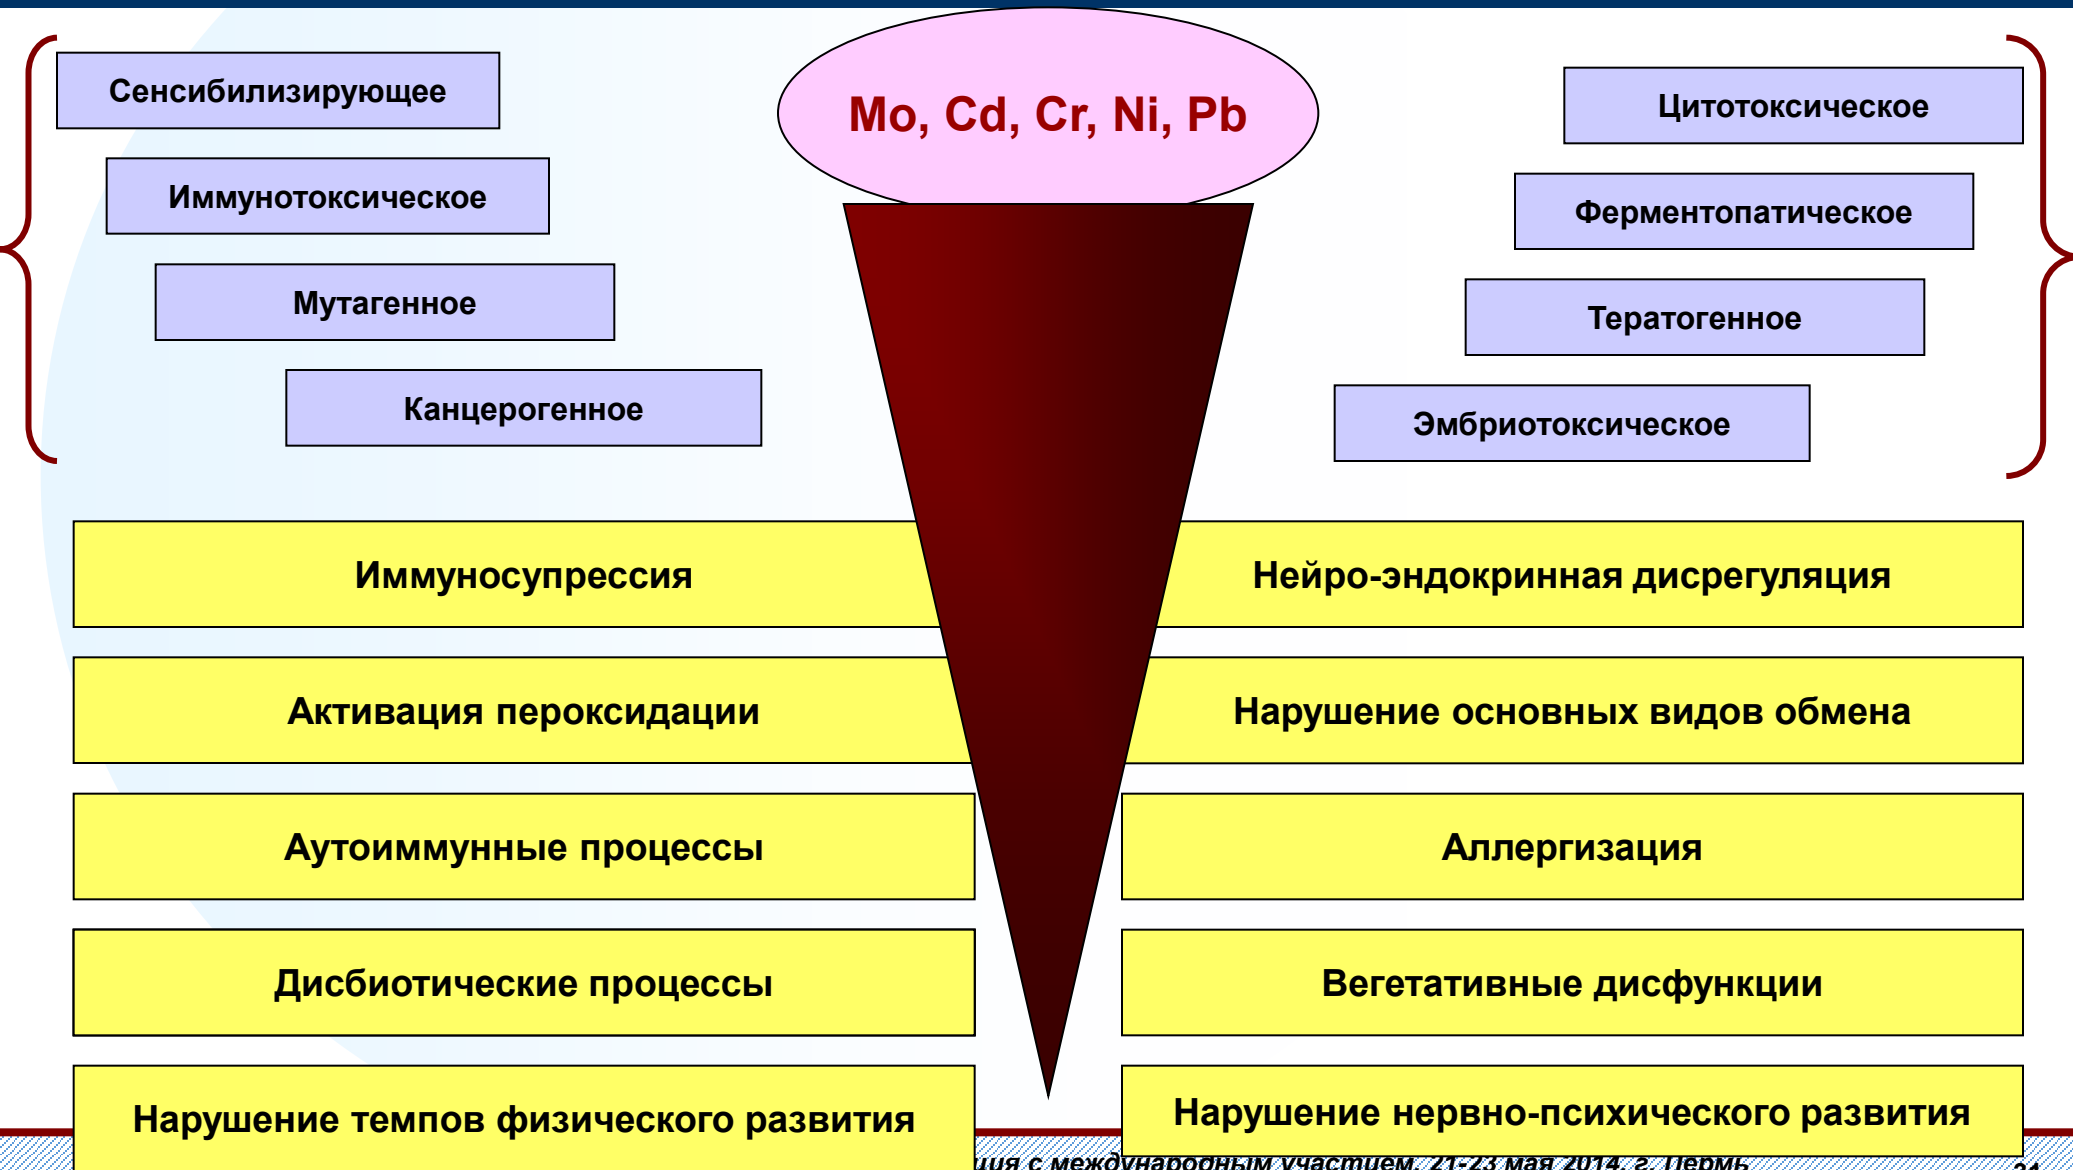 Mo, Cd, Cr, Ni, Pb
Сенсибилизирующее
Иммунотоксическое
Мутагенное
Канцерогенное
Цитотоксическое
Ферментопатическое
Тератогенное
Эмбриотоксическое
Иммуносупрессия
Нейро-эндокринная дисрегуляция
Активация пероксидации
Нарушение основных видов обмена
Аутоиммунные процессы
Аллергизация
Дисбиотические процессы
Вегетативные дисфункции
Нарушение темпов физического развития
Нарушение нервно-психического развития
с международным участием, 21-23 мая 2014, г. Пермь